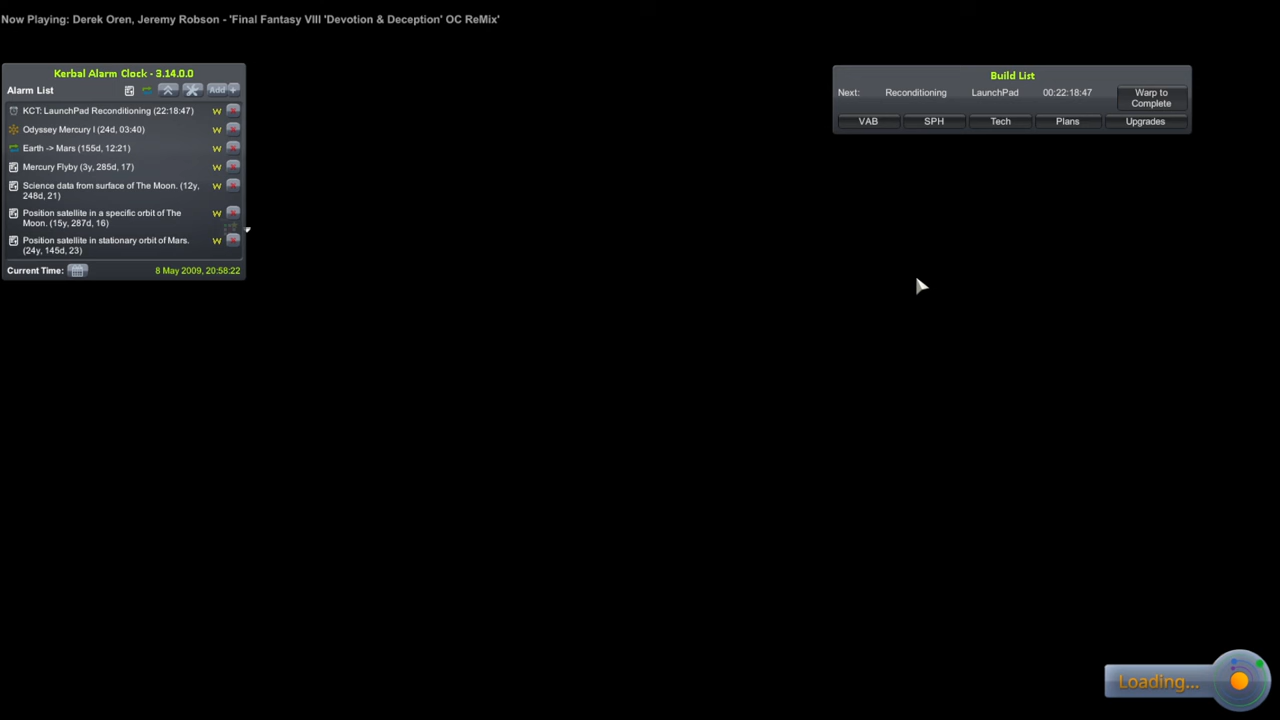 Now Playing: Derek Oren, Jeremy Robson - 'Final Fantasy VIII 'Devotion & Deception' OC ReMix'
Kerbal Alarm Clock - 3.14.0.0
Alarm List Add +
KCT: LaunchPad Reconditioning (22:18:47) W
Odyssey Mercury I (24d, 03:40) W
Earth -> Mars (155d, 12:21) W
Mercury Flyby (3y, 285d, 17) W
Science data from surface of The Moon. (12y, W
248d, 21)
Position satellite in a specific orbit of The W
Moon. (15y, 287d, 16)
Position satellite in stationary orbit of Mars. W
(24y, 145d, 23)
Current Time: 8 May 2009, 20:58:22
Build List
Next: Reconditioning LaunchPad 00:22:18:47 Warp to
Complete
VAB SPH Tech Plans Upgrades
Loading...